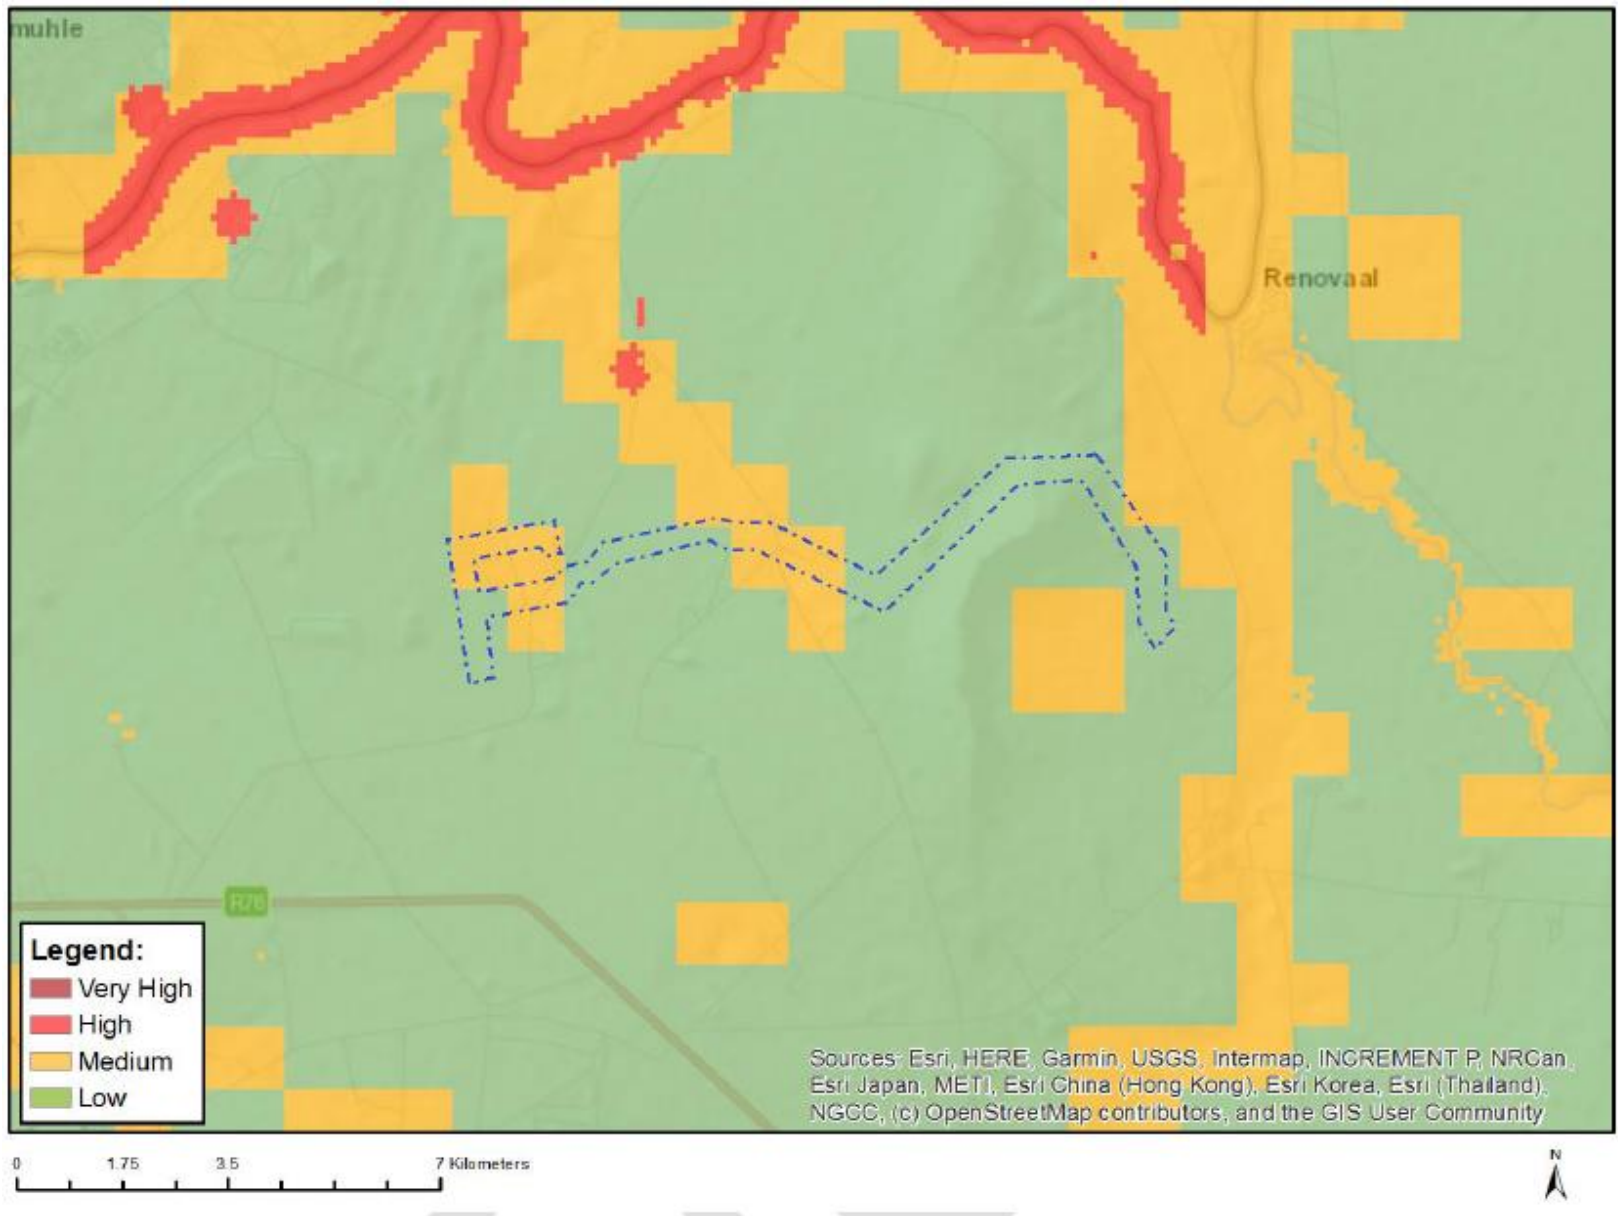 muhle
Renovaal
R76
Legend:
Very High
High
Medium
Low
Sources: Esri, HERE, Garmin, USGS, Intermap, INCREMENT P, NRCan,
Esri Japan, METI, Esri China (Hong Kong), Esri Korea, Esri (Thailand),
NGCC, (c) OpenStreetMap contributors, and the GIS User Community
0 1.75 3.5 7 Kilometers
N